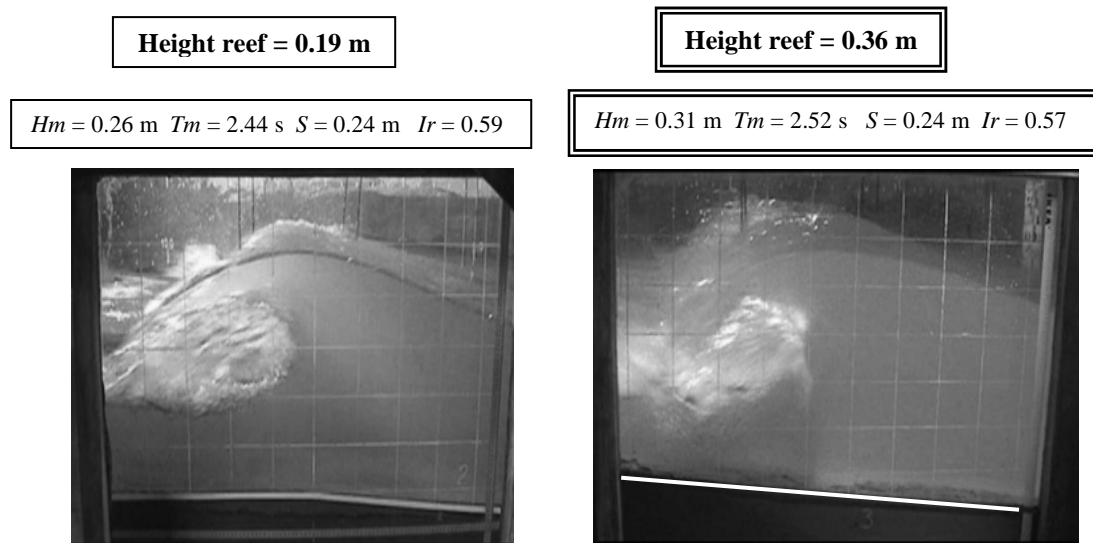 Height reef = 0.19 m
Height reef = 0.36 m
Hm = 0.26 m Tm = 2.44 s S = 0.24 m Ir = 0.59
Hm = 0.31 m Tm = 2.52 s S = 0.24 m Ir = 0.57
2
3